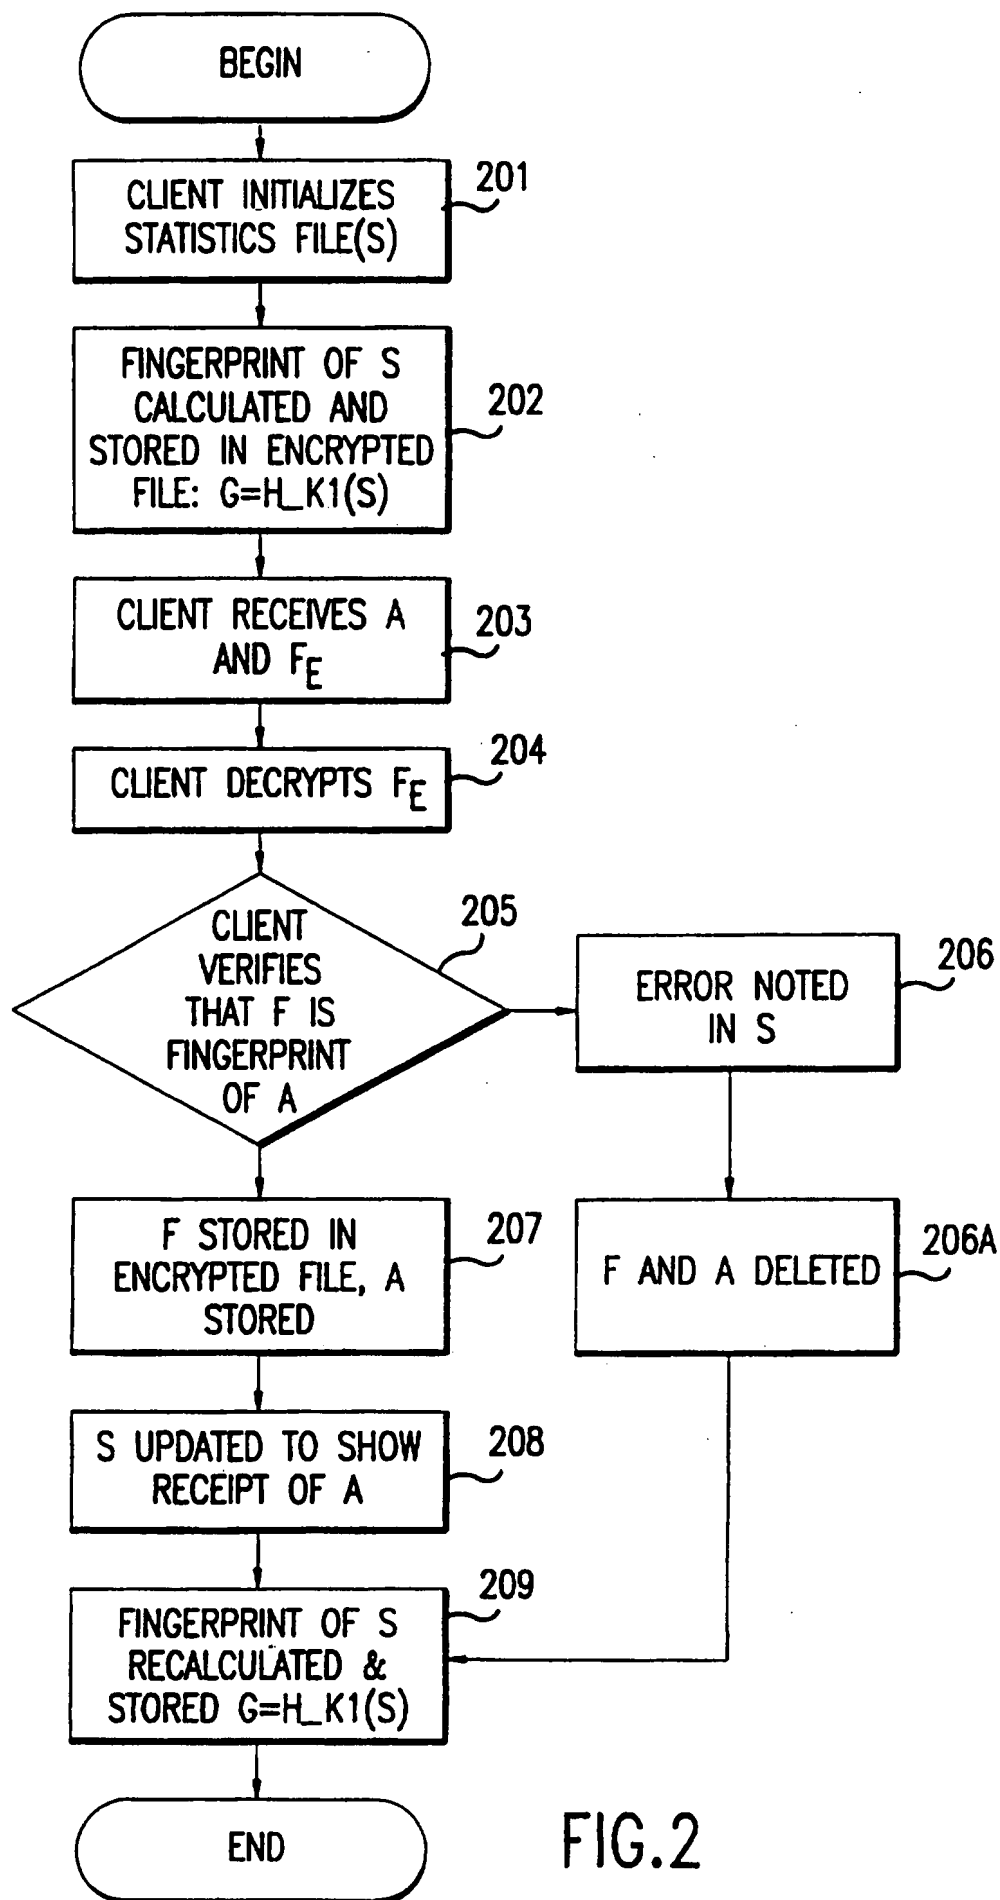 BEGIN
CLIENT INITIALIZES
STATISTICS FILE(S)
201
FINGERPRINT OF S
CALCULATED AND
STORED IN ENCRYPTED
FILE: G=H_K1(S)
202
CLIENT RECEIVES A
AND FE
203
CLIENT DECRYPTS FE
204
CLIENT
VERIFIES
THAT F IS
FINGERPRINT
OF A
205
ERROR NOTED
IN S
206
F STORED IN
ENCRYPTED FILE, A
STORED
207
F AND A DELETED
206A
S UPDATED TO SHOW
RECEIPT OF A
208
FINGERPRINT OF S
RECALCULATED &
STORED G=H_K1(S)
209
END
FIG.2